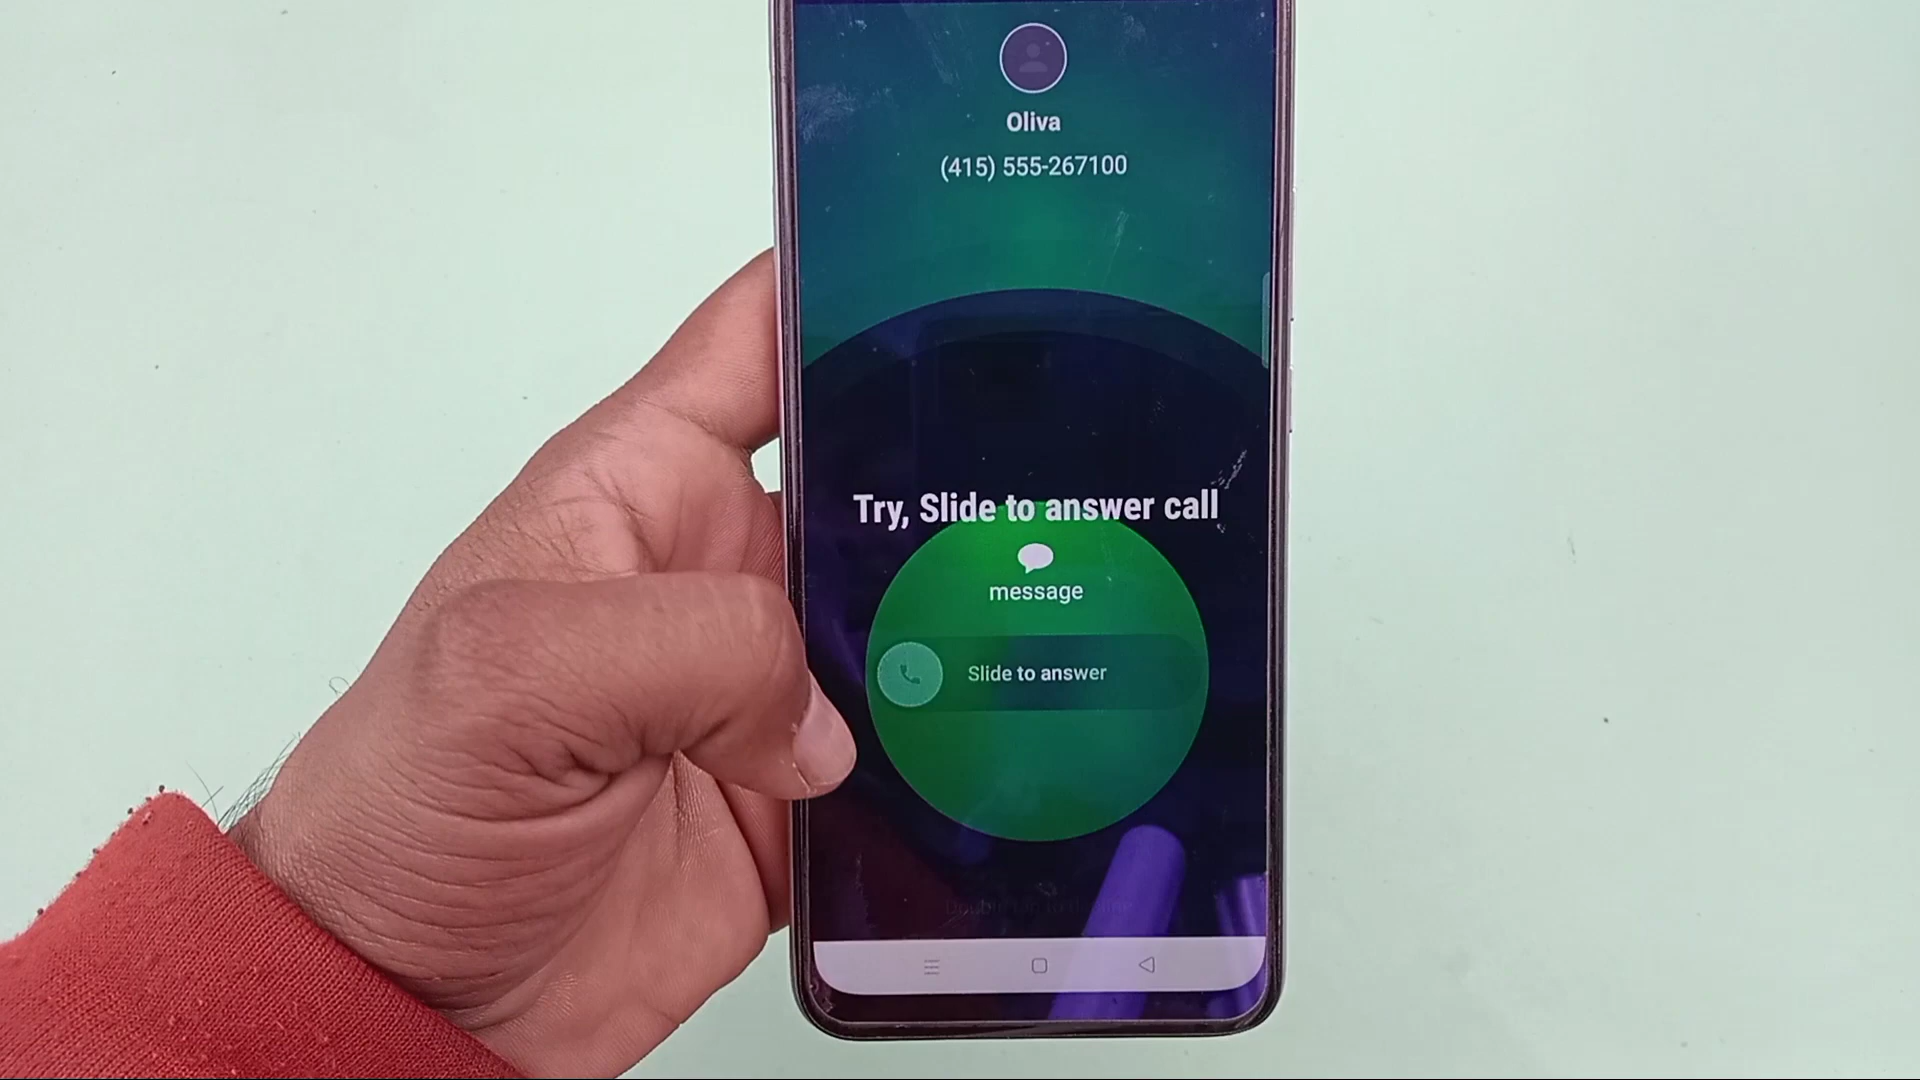 Oliva
(415) 555-267100
Try, Slide to answer call
message
Slide to answer